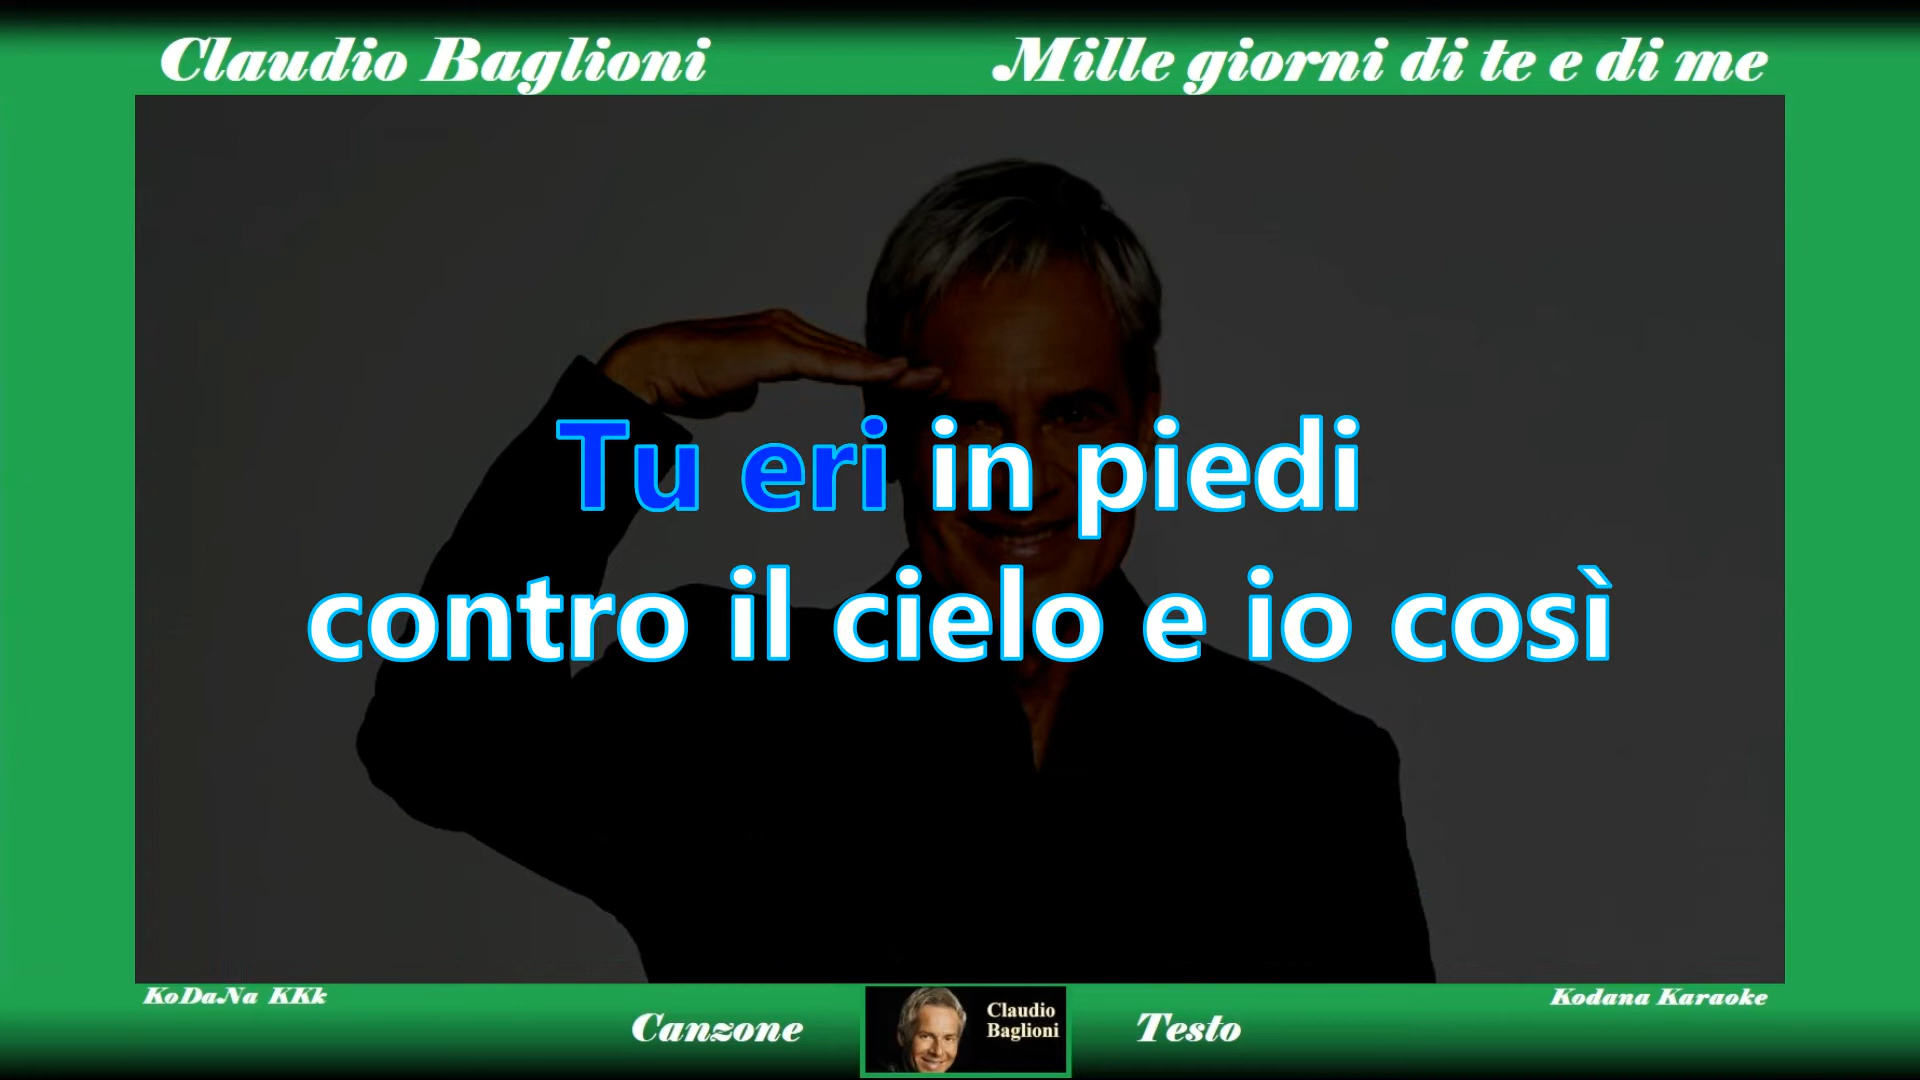 Claudio Baglioni
Mille giorni di te e di me
Tu eri in piedi
contro il cielo e io così
KoDaNa KKk
Kodana Karaoke
Canzone
Claudio
Baglioni
Testo